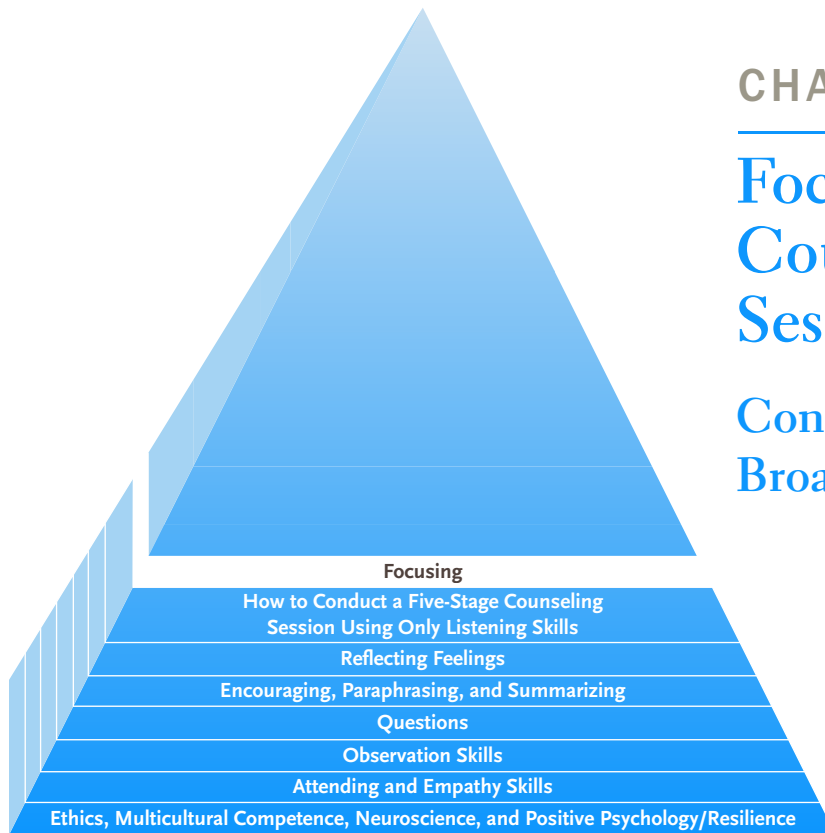 CHA
Foc
Cou
Ses
Con
Broa
Focusing
How to Conduct a Five-Stage Counseling
Session Using Only Listening Skills
Reflecting Feelings
Encouraging, Paraphrasing, and Summarizing
Questions
Observation Skills
Attending and Empathy Skills
Ethics, Multicultural Competence, Neuroscience, and Positive Psychology/Resilience